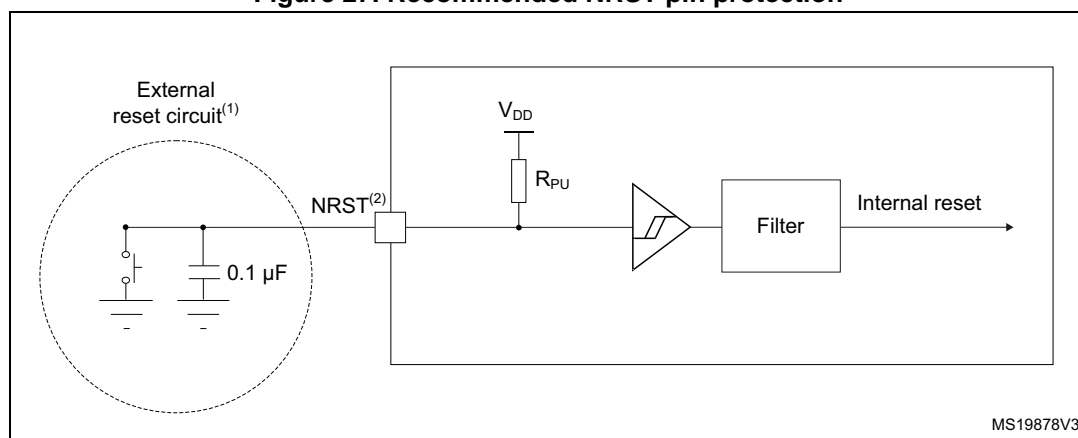 Figure 27. Recommended NRST pin protection
External
reset circuit(1)
VDD
RPU
NRST(2)
Filter
Internal reset
0.1 µF
MS19878V3